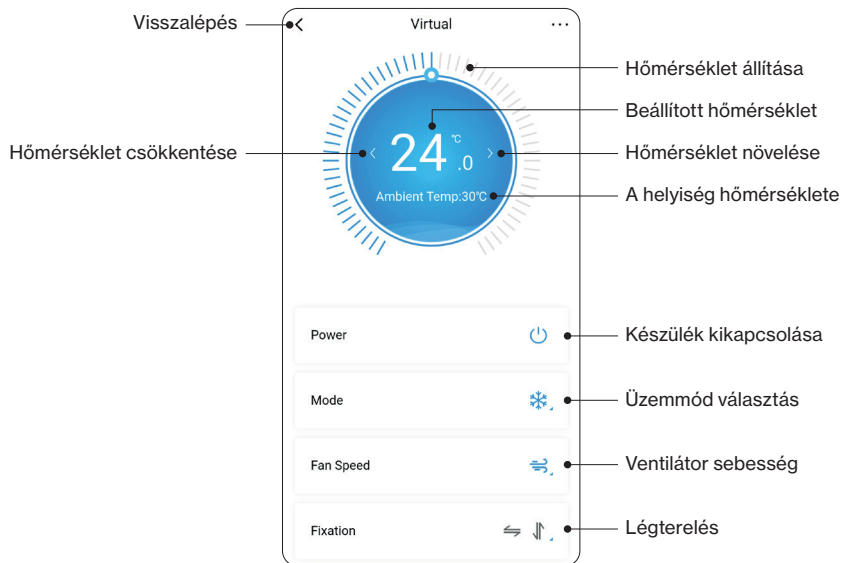 Visszalépés
Virtual
Hőmérséklet állítása
Beállított hőmérséklet
24.0 °C
Hőmérséklet csökkentése
Hőmérséklet növelése
Ambient Temp:30°C
A helyiség hőmérséklete
Power
Készülék kikapcsolása
Mode
Üzemmód választás
Fan Speed
Ventilátor sebesség
Fixation
Légterelés